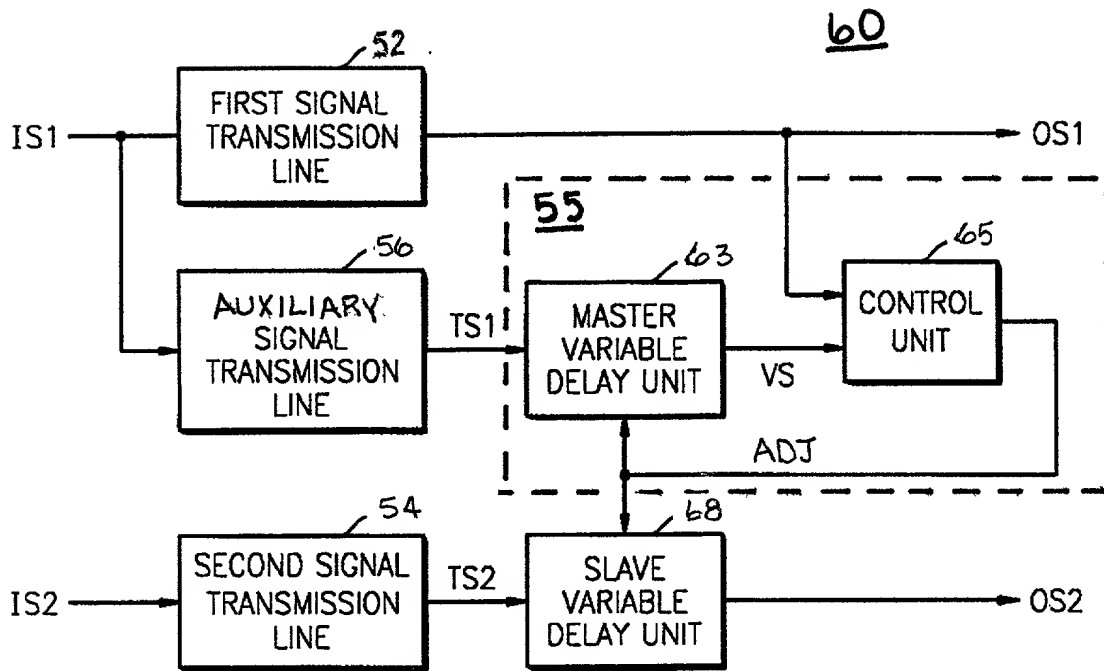 60
52
FIRST SIGNAL
TRANSMISSION
LINE
IS1
OS1
55
56
AUXILIARY
SIGNAL
TRANSMISSION
LINE
TS1
63
MASTER
VARIABLE
DELAY UNIT
VS
65
CONTROL
UNIT
ADJ
54
SECOND SIGNAL
TRANSMISSION
LINE
IS2
TS2
68
SLAVE
VARIABLE
DELAY UNIT
OS2